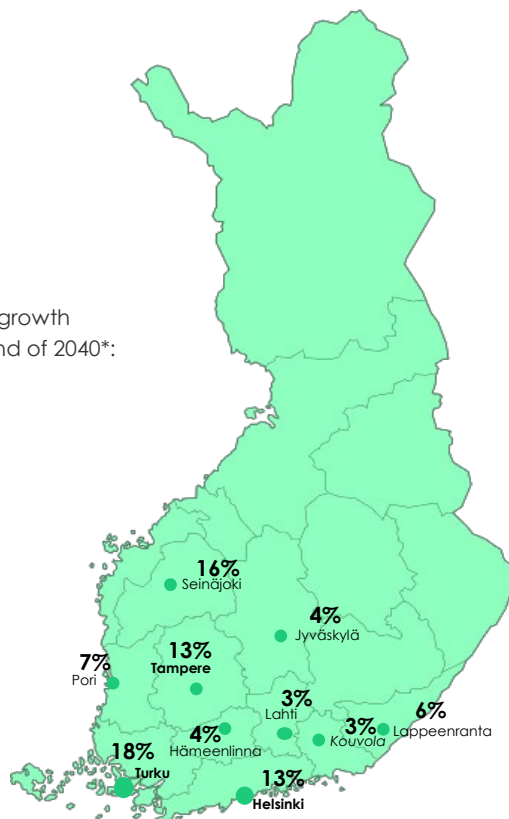 growth
nd of 2040*:
16%
Seinäjoki
4%
Jyväskylä
13%
Tampere
7%
Pori
3%
Lahti
6%
Lappeenranta
3%
Kouvola
4%
Hämeenlinna
18%
Turku
13%
Helsinki